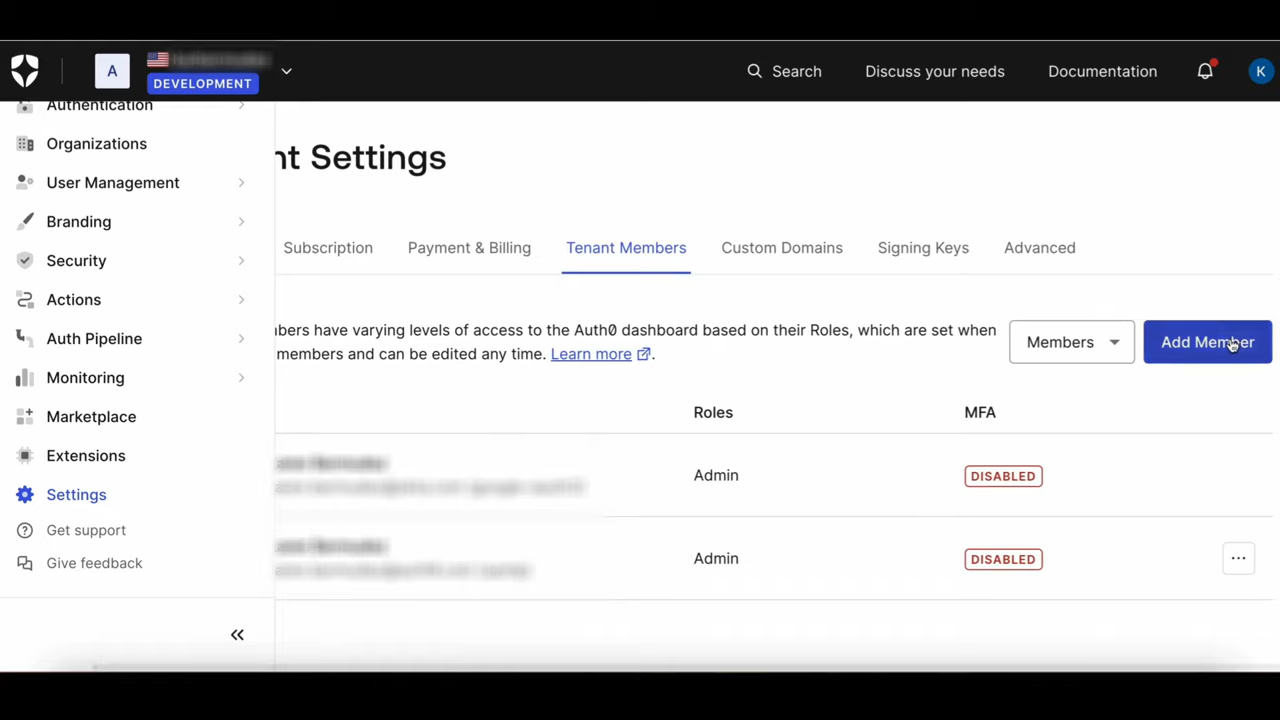 A
DEVELOPMENT
Search
Discuss your needs
Documentation
K
Authentication
Organizations
User Management
Branding
Security
Actions
Auth Pipeline
Monitoring
Marketplace
Extensions
Settings
Get support
Give feedback
nt Settings
Subscription
Payment & Billing
Tenant Members
Custom Domains
Signing Keys
Advanced
bers have varying levels of access to the Auth0 dashboard based on their Roles, which are set when
members and can be edited any time. Learn more.
Members
Add Member
Roles
MFA
Admin
DISABLED
Admin
DISABLED